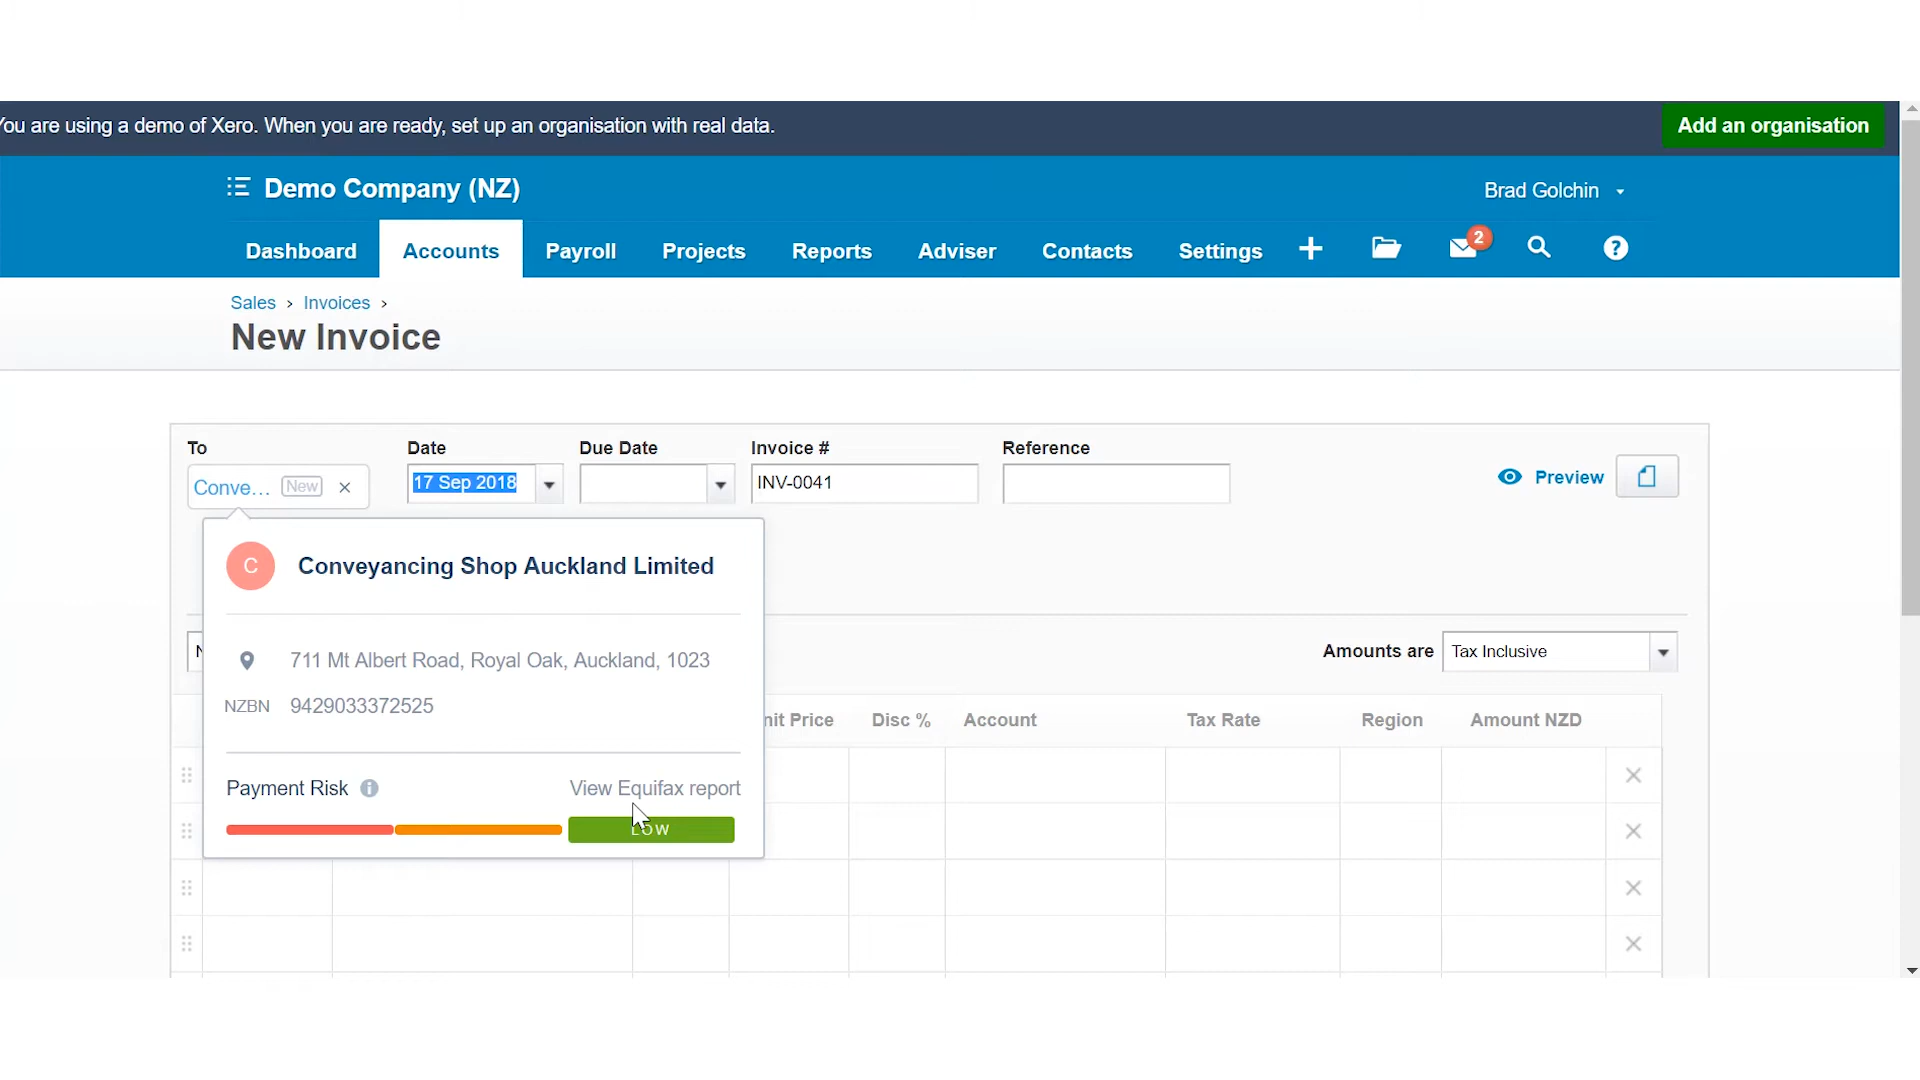 You are using a demo of Xero. When you are ready, set up an organisation with real data.
Add an organisation
Demo Company (NZ)
Brad Golchin
Dashboard Accounts Payroll Projects Reports Adviser Contacts Settings 2 ?
Sales › Invoices ›
New Invoice
To Date Due Date Invoice # Reference
Conve... New × 17 Sep 2018 INV-0041 Preview
C Conveyancing Shop Auckland Limited
711 Mt Albert Road, Royal Oak, Auckland, 1023
NZBN 9429033372525
Payment Risk i View Equifax report
LOW
Amounts are Tax Inclusive
nit Price Disc % Account Tax Rate Region Amount NZD